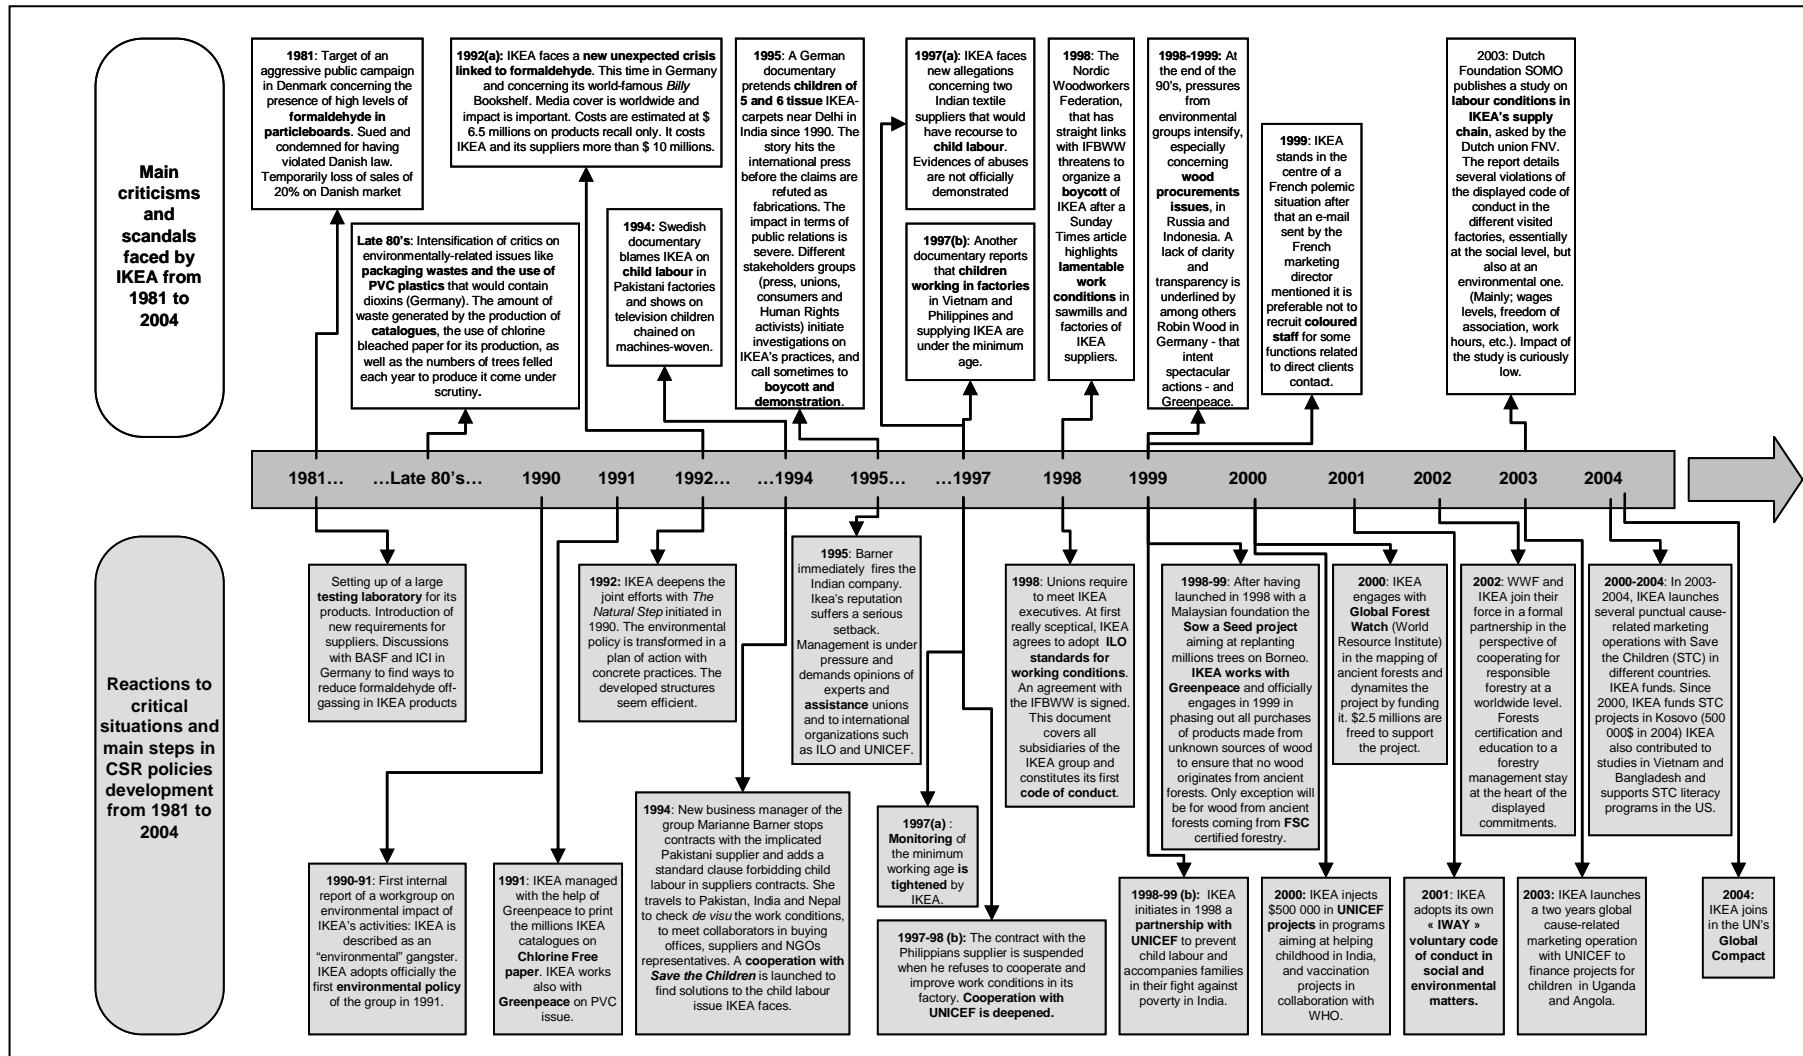 Main
criticisms and
scandals
faced by
IKEA from
1981 to
2004
1981: Target of an
aggressive public campaign
in Denmark concerning the
presence of high levels of
formaldehyde in
particleboards. Sued and
condemned for having
violated Danish law.
Temporarily loss of sales of
20% on Danish market
Late 80's: Intensification of critics on
environmentally-related issues like
packaging wastes and the use of
PVC plastics that would contain
dioxins (Germany). The amount of
waste generated by the production of
catalogues, the use of chlorine
bleached paper for its production, as
well as the numbers of trees felled
each year to produce it come under
scrutiny.
1992(a): IKEA faces a new unexpected crisis
linked to formaldehyde. This time in Germany
and concerning its world-famous Billy
Bookshelf. Media cover is worldwide and
impact is important. Costs are estimated at $
6.5 millions on products recall only. It costs
IKEA and its suppliers more than $ 10 millions.
1994: Swedish
documentary
blames IKEA on
child labour in
Pakistani factories
and shows on
television children
chained on
machines-woven.
1995: A German
documentary
pretends children of
5 and 6 tissue IKEA-
carpets near Delhi in
India since 1990. The
story hits the
international press
before the claims are
refuted as
fabrications. The
impact in terms of
public relations is
severe. Different
stakeholders groups
(press, unions,
consumers and
Human Rights
activists) initiate
investigations on
IKEA's practices, and
call sometimes to
boycott and
demonstration.
1997(a): IKEA faces
new allegations
concerning two
Indian textile
suppliers that would
have recourse to
child labour.
Evidences of abuses
are not officially
demonstrated
1997(b): Another
documentary reports
that children
working in factories
in Vietnam and
Philippines and
supplying IKEA are
under the minimum
age.
1998: The
Nordic
Woodworkers
Federation,
that has
straight links
with IFBWW
threatens to
organize a
boycott of
IKEA after a
Sunday
Times article
highlights
lamentable
work
conditions in
sawmills and
factories of
IKEA
suppliers.
1998-1999: At
the end of the
90's, pressures
from
environmental
groups intensify,
especially
concerning
wood
procurements
issues, in
Russia and
Indonesia. A
lack of clarity
and
transparency is
underlined by
among others
Robin Wood in
Germany - that
intent
spectacular
actions - and
Greenpeace.
1999: IKEA
stands in the
centre of a
French polemic
situation after
that an e-mail
sent by the
French
marketing
director
mentioned it is
preferable not to
recruit coloured
staff for some
functions related
to direct clients
contact.
2003: Dutch
Foundation SOMO
publishes a study on
labour conditions in
IKEA's supply
chain, asked by the
Dutch union FNV.
The report details
several violations of
the displayed code of
conduct in the
different visited
factories, essentially
at the social level, but
also at an
environmental one.
(Mainly; wages
levels, freedom of
association, work
hours, etc.). Impact of
the study is curiously
low.
1981… …Late 80's… 1990 1991 1992… …1994 1995… …1997 1998 1999 2000 2001 2002 2003 2004
Reactions to
critical
situations and
main steps in
CSR policies
development
from 1981 to
2004
Setting up of a large
testing laboratory for its
products. Introduction of
new requirements for
suppliers. Discussions
with BASF and ICI in
Germany to find ways to
reduce formaldehyde off-
gassing in IKEA products
1990-91: First internal
report of a workgroup on
environmental impact of
IKEA's activities: IKEA is
described as an
"environmental" gangster.
IKEA adopts officially the
first environmental policy
of the group in 1991.
1991: IKEA managed
with the help of
Greenpeace to print
the millions IKEA
catalogues on
Chlorine Free
paper. IKEA works
also with
Greenpeace on PVC
issue.
1992: IKEA deepens the
joint efforts with The
Natural Step initiated in
1990. The environmental
policy is transformed in a
plan of action with
concrete practices. The
developed structures
seem efficient.
1994: New business manager of the
group Marianne Barner stops
contracts with the implicated
Pakistani supplier and adds a
standard clause forbidding child
labour in suppliers contracts. She
travels to Pakistan, India and Nepal
to check de visu the work conditions,
to meet collaborators in buying
offices, suppliers and NGOs
representatives. A cooperation with
Save the Children is launched to
find solutions to the child labour
issue IKEA faces.
1995: Barner
immediately fires the
Indian company.
Ikea's reputation
suffers a serious
setback.
Management is under
pressure and
demands opinions of
experts and
assistance unions
and to international
organizations such
as ILO and UNICEF.
1997(a) :
Monitoring of
the minimum
working age is
tightened by
IKEA.
1997-98 (b): The contract with the
Philippians supplier is suspended
when he refuses to cooperate and
improve work conditions in its
factory. Cooperation with
UNICEF is deepened.
1998: Unions require
to meet IKEA
executives. At first
really sceptical, IKEA
agrees to adopt ILO
standards for
working conditions.
An agreement with
the IFBWW is signed.
This document
covers all
subsidiaries of the
IKEA group and
constitutes its first
code of conduct.
1998-99: After having
launched in 1998 with a
Malaysian foundation the
Sow a Seed project
aiming at replanting
millions trees on Borneo.
IKEA works with
Greenpeace and officially
engages in 1999 in
phasing out all purchases
of products made from
unknown sources of wood
to ensure that no wood
originates from ancient
forests. Only exception will
be for wood from ancient
forests coming from FSC
certified forestry.
1998-99 (b): IKEA
initiates in 1998 a
partnership with
UNICEF to prevent
child labour and
accompanies families
in their fight against
poverty in India.
2000: IKEA
engages with
Global Forest
Watch (World
Resource Institute)
in the mapping of
ancient forests and
dynamites the
project by funding
it. $2.5 millions are
freed to support
the project.
2000: IKEA injects
$500 000 in UNICEF
projects in programs
aiming at helping
childhood in India,
and vaccination
projects in
collaboration with
WHO.
2001: IKEA
adopts its own
« IWAY »
voluntary code
of conduct in
social and
environmental
matters.
2002: WWF and
IKEA join their
force in a formal
partnership in the
perspective of
cooperating for
responsible
forestry at a
worldwide level.
Forests
certification and
education to a
forestry
management stay
at the heart of the
displayed
commitments.
2003: IKEA launches
a two years global
cause-related
marketing operation
with UNICEF to
finance projects for
children in Uganda
and Angola.
2000-2004: In 2003-
2004, IKEA launches
several punctual cause-
related marketing
operations with Save
the Children (STC) in
different countries.
IKEA funds. Since
2000, IKEA funds STC
projects in Kosovo (500
000$ in 2004) IKEA
also contributed to
studies in Vietnam and
Bangladesh and
supports STC literacy
programs in the US.
2004:
IKEA joins
in the UN's
Global
Compact